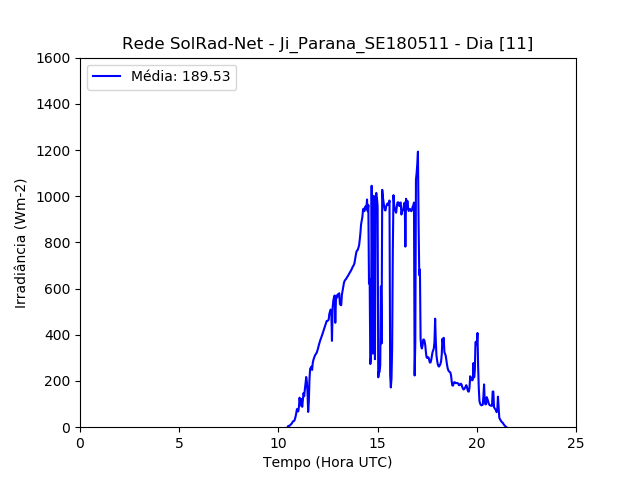 Rede SolRad-Net - Ji_Parana_SE180511 - Dia [11]
Média: 189.53
Irradiância (Wm-2)
1600
1400
1200
1000
800
600
400
200
0
0 5 10 15 20 25
Tempo (Hora UTC)